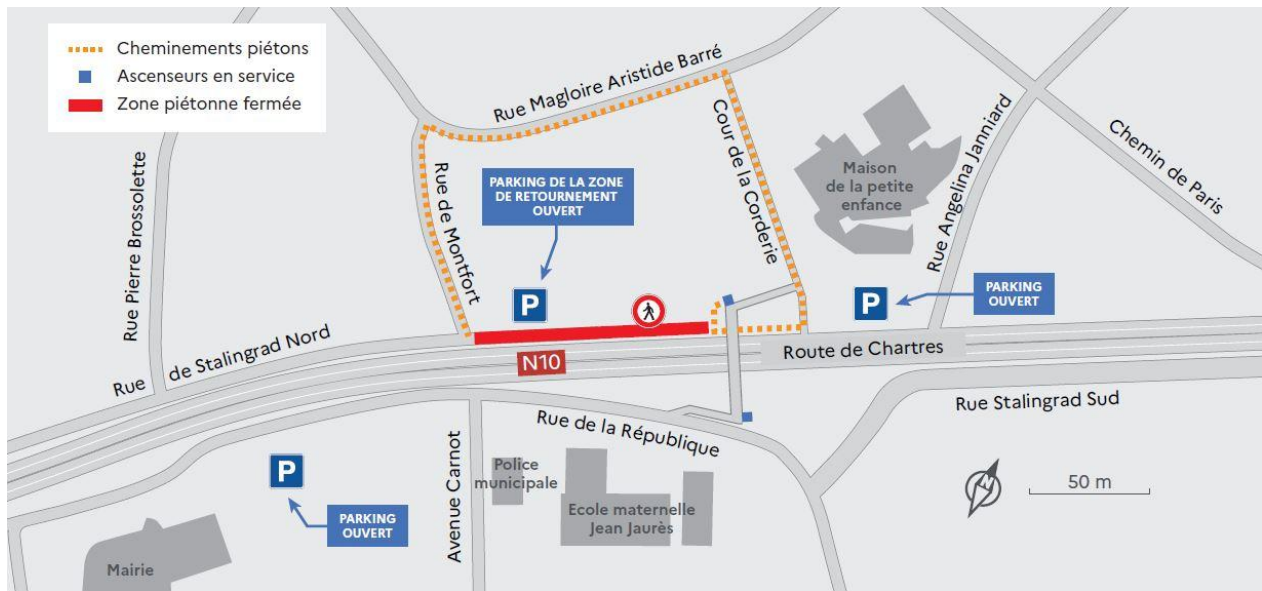 Cheminements piétons
Ascenseurs en service
Zone piétonne fermée
Rue Magloire Aristide Barré
Rue Pierre Brossolette
Rue de Montfort
PARKING DE LA ZONE
DE RETOURNEMENT
OUVERT
P
Cour de la Corderie
Maison
de la petite
enfance
Rue Angelina Janniard
Chemin de Paris
P
PARKING
OUVERT
Rue de Stalingrad Nord
N10
Route de Chartres
Rue Stalingrad Sud
Rue de la République
Avenue Carnot
P
PARKING
OUVERT
Mairie
Police
municipale
Ecole maternelle
Jean Jaurès
N
50 m